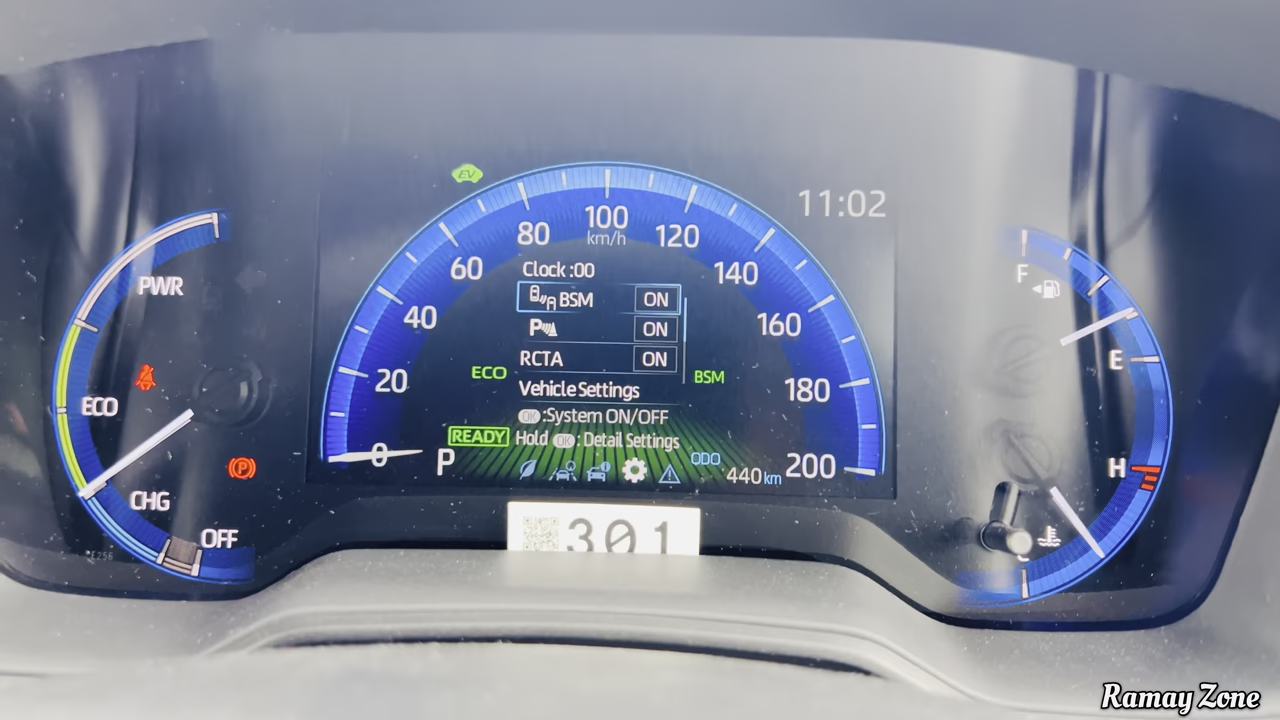 EV
11:02
PWR
ECO
CHG
OFF
0
20
40
60
80
100
120
140
160
180
200
km/h
Clock :00
BSM ON
P ON
RCTA ON
Vehicle Settings
OK :System ON/OFF
Hold OK : Detail Settings
ECO
BSM
READY
P
ODO
440 km
F
E
H
C
301
Ramay Zone